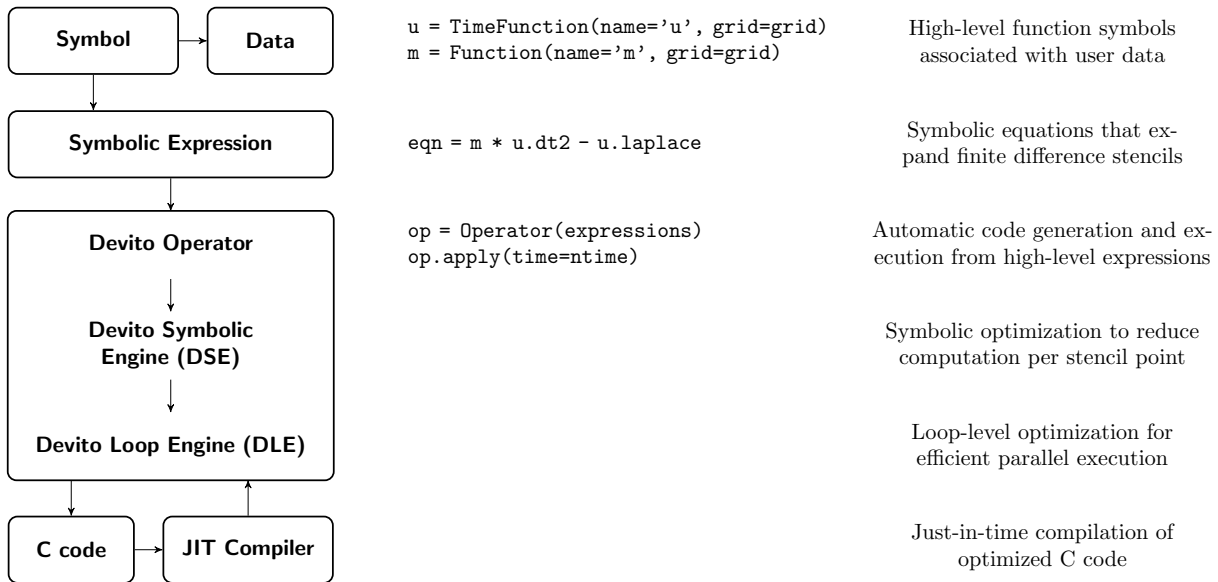 Symbol
Data
u = TimeFunction(name='u', grid=grid)
m = Function(name='m', grid=grid)
High-level function symbols
associated with user data
Symbolic Expression
eqn = m * u.dt2 - u.laplace
Symbolic equations that ex-
pand finite difference stencils
Devito Operator
op = Operator(expressions)
op.apply(time=ntime)
Automatic code generation and ex-
ecution from high-level expressions
Devito Symbolic
Engine (DSE)
Symbolic optimization to reduce
computation per stencil point
Devito Loop Engine (DLE)
Loop-level optimization for
efficient parallel execution
C code
JIT Compiler
Just-in-time compilation of
optimized C code